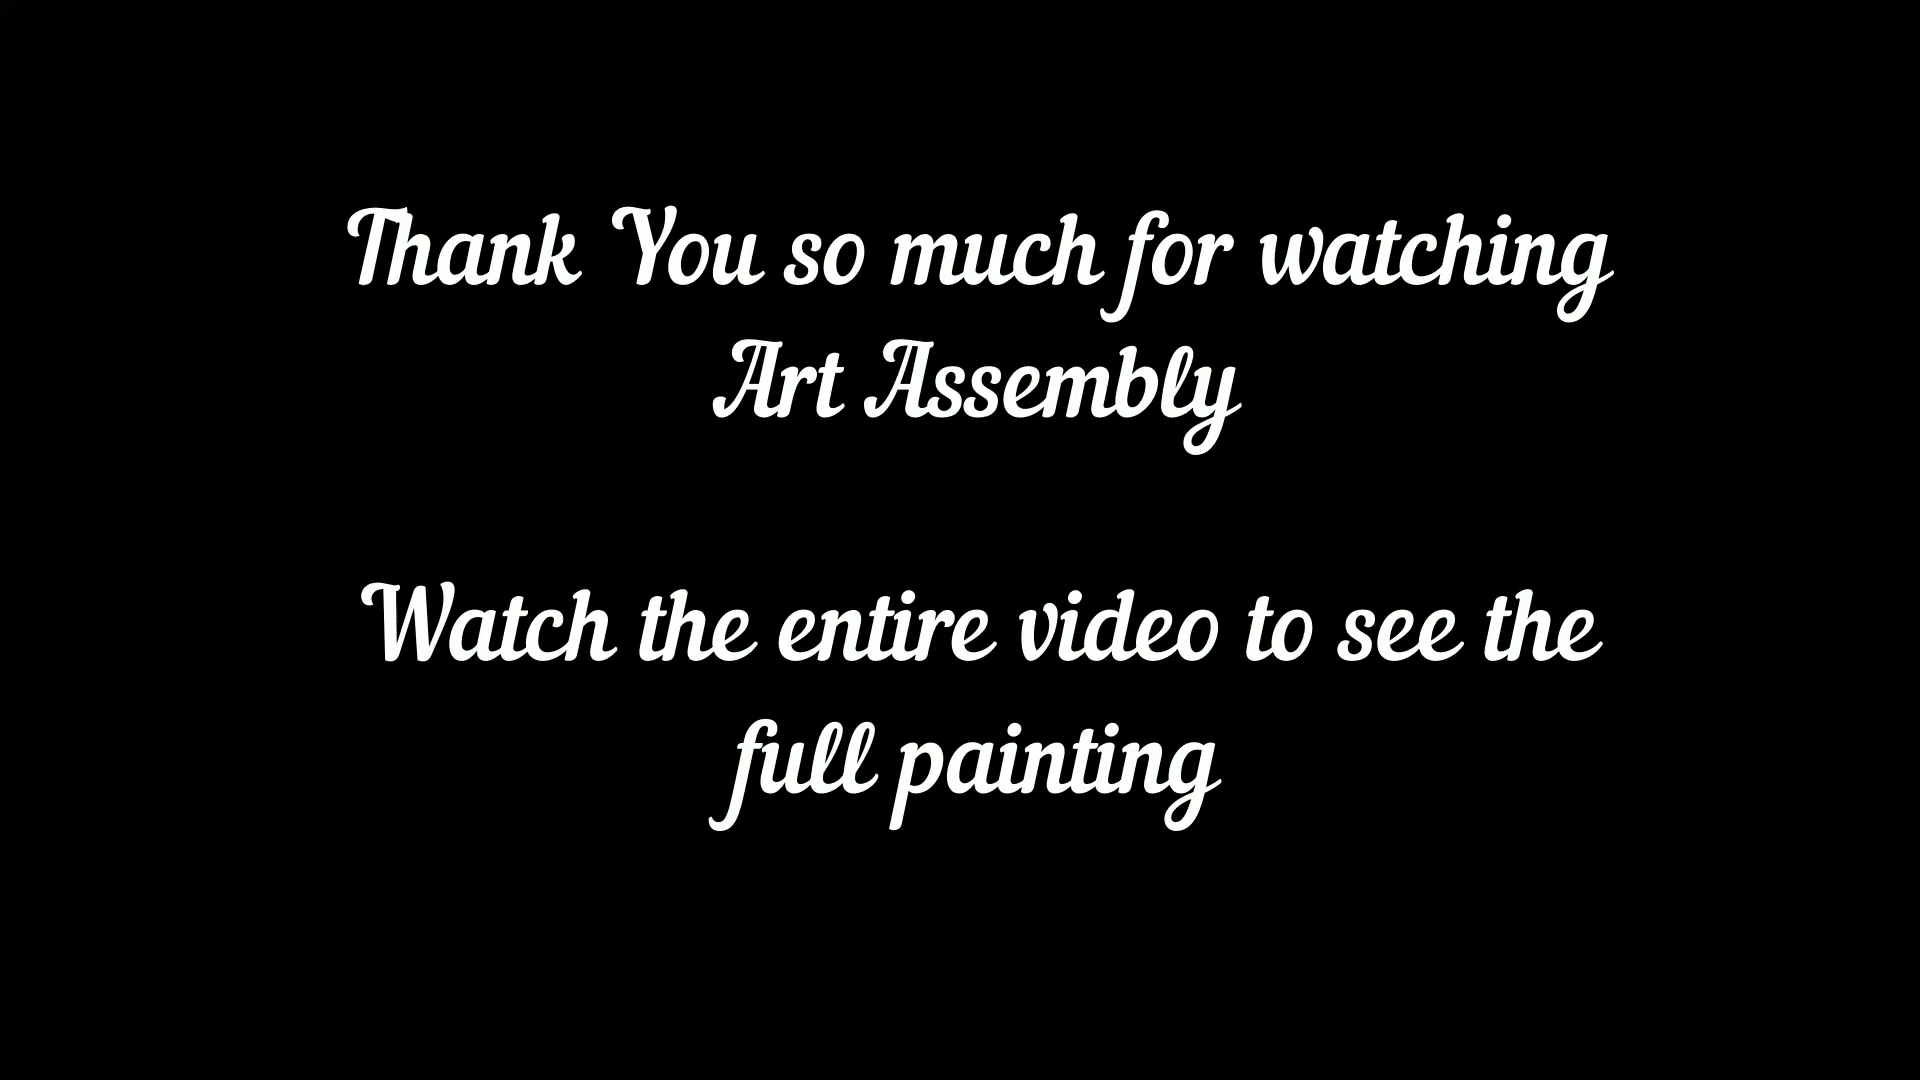 Thank You so much for watching
Art Assembly
Watch the entire video to see the
full painting